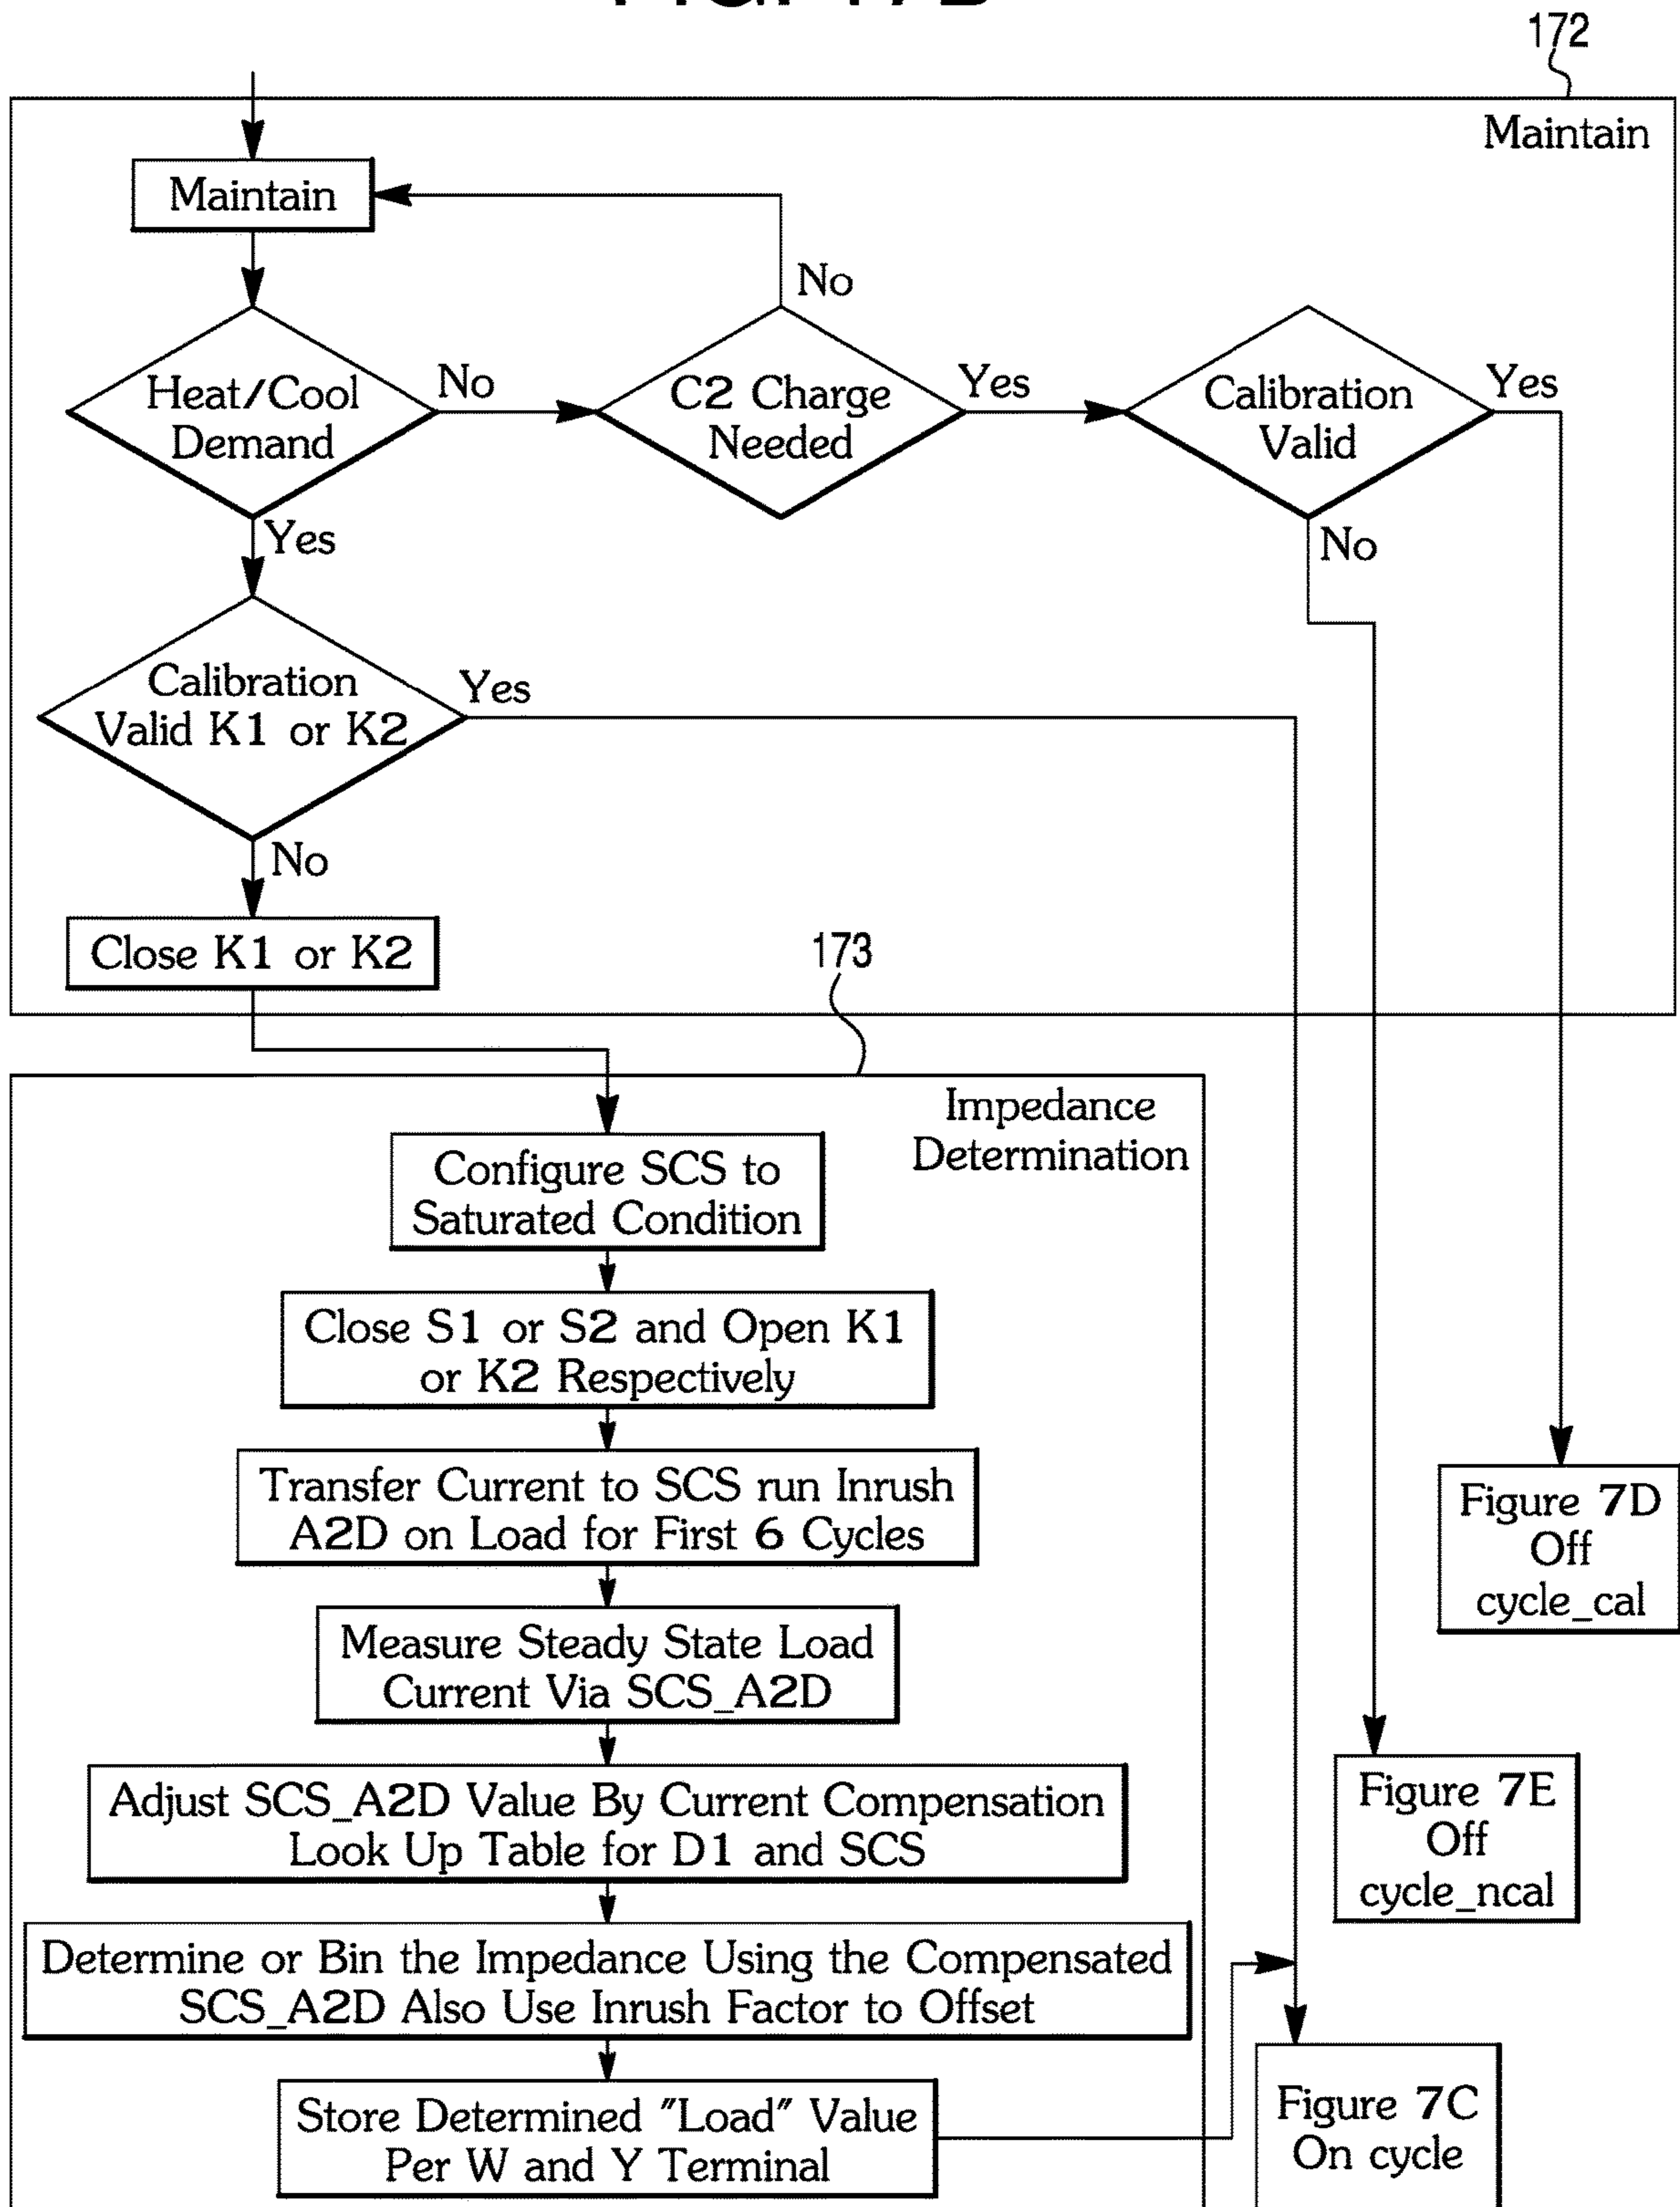 172
Maintain
Maintain
No
Heat/Cool
Demand
No
C2 Charge
Needed
Yes
Calibration
Valid
Yes
Yes
No
Calibration
Valid K1 or K2
Yes
No
Close K1 or K2
173
Impedance
Determination
Configure SCS to
Saturated Condition
Close S1 or S2 and Open K1
or K2 Respectively
Transfer Current to SCS run Inrush
A2D on Load for First 6 Cycles
Measure Steady State Load
Current Via SCS_A2D
Adjust SCS_A2D Value By Current Compensation
Look Up Table for D1 and SCS
Determine or Bin the Impedance Using the Compensated
SCS_A2D Also Use Inrush Factor to Offset
Store Determined "Load" Value
Per W and Y Terminal
Figure 7D
Off
cycle_cal
Figure 7E
Off
cycle_ncal
Figure 7C
On cycle